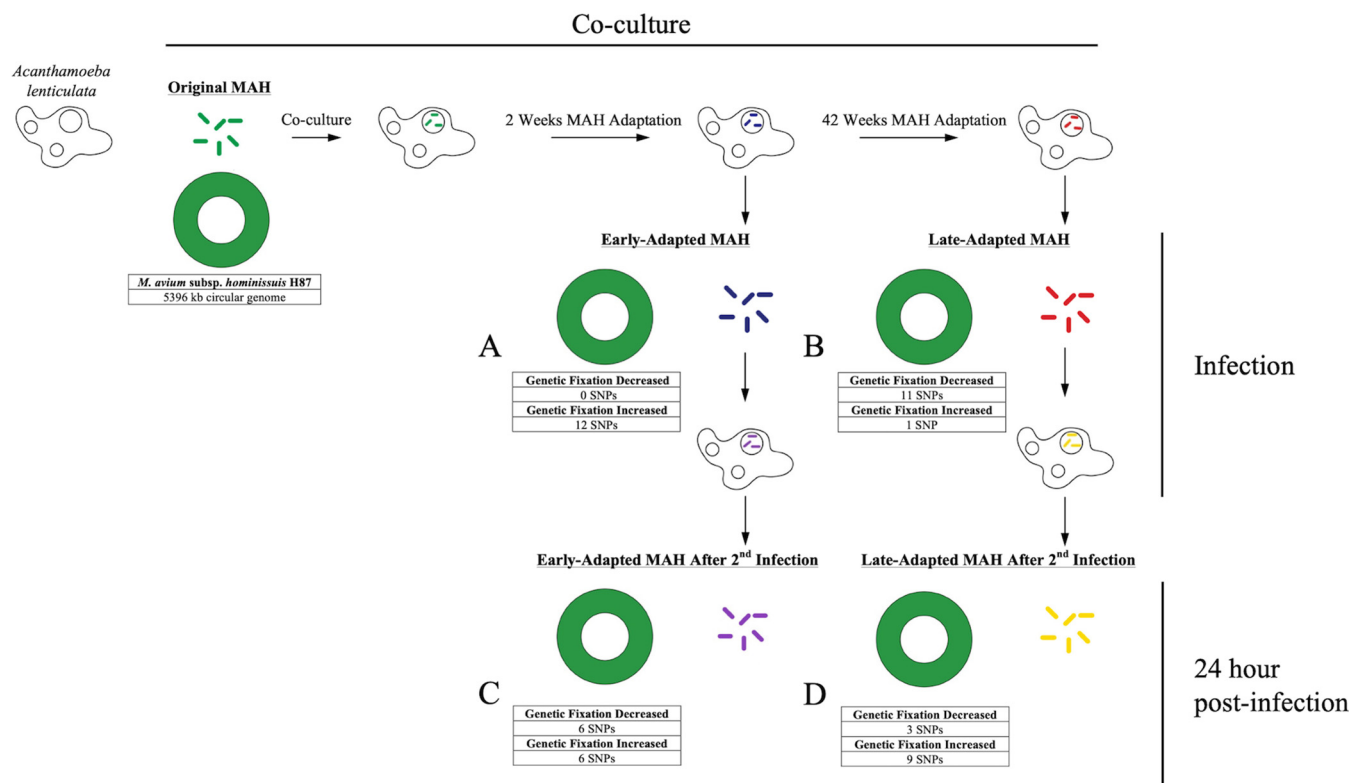 Co-culture
Acanthamoeba
lenticulata
Original MAH
Co-culture
2 Weeks MAH Adaptation
42 Weeks MAH Adaptation
M. avium subsp. hominissuis H87
5396 kb circular genome
Early-Adapted MAH
Late-Adapted MAH
A
Genetic Fixation Decreased
0 SNPs
Genetic Fixation Increased
12 SNPs
B
Genetic Fixation Decreased
11 SNPs
Genetic Fixation Increased
1 SNP
Infection
Early-Adapted MAH After 2nd Infection
Late-Adapted MAH After 2nd Infection
C
Genetic Fixation Decreased
6 SNPs
Genetic Fixation Increased
6 SNPs
D
Genetic Fixation Decreased
3 SNPs
Genetic Fixation Increased
9 SNPs
24 hour
post-infection